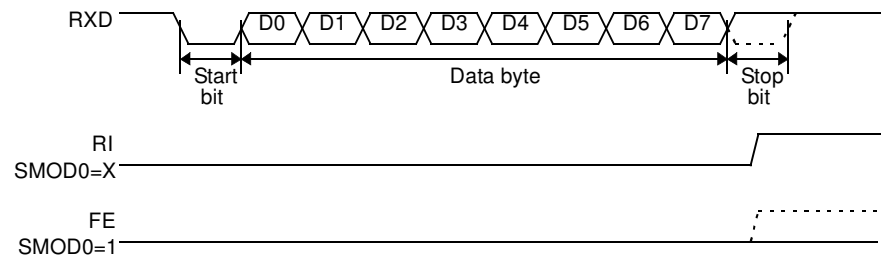 RXD D0 D1 D2 D3 D4 D5 D6 D7
Start bit
Data byte
Stop bit
RI
SMOD0=X
FE
SMOD0=1